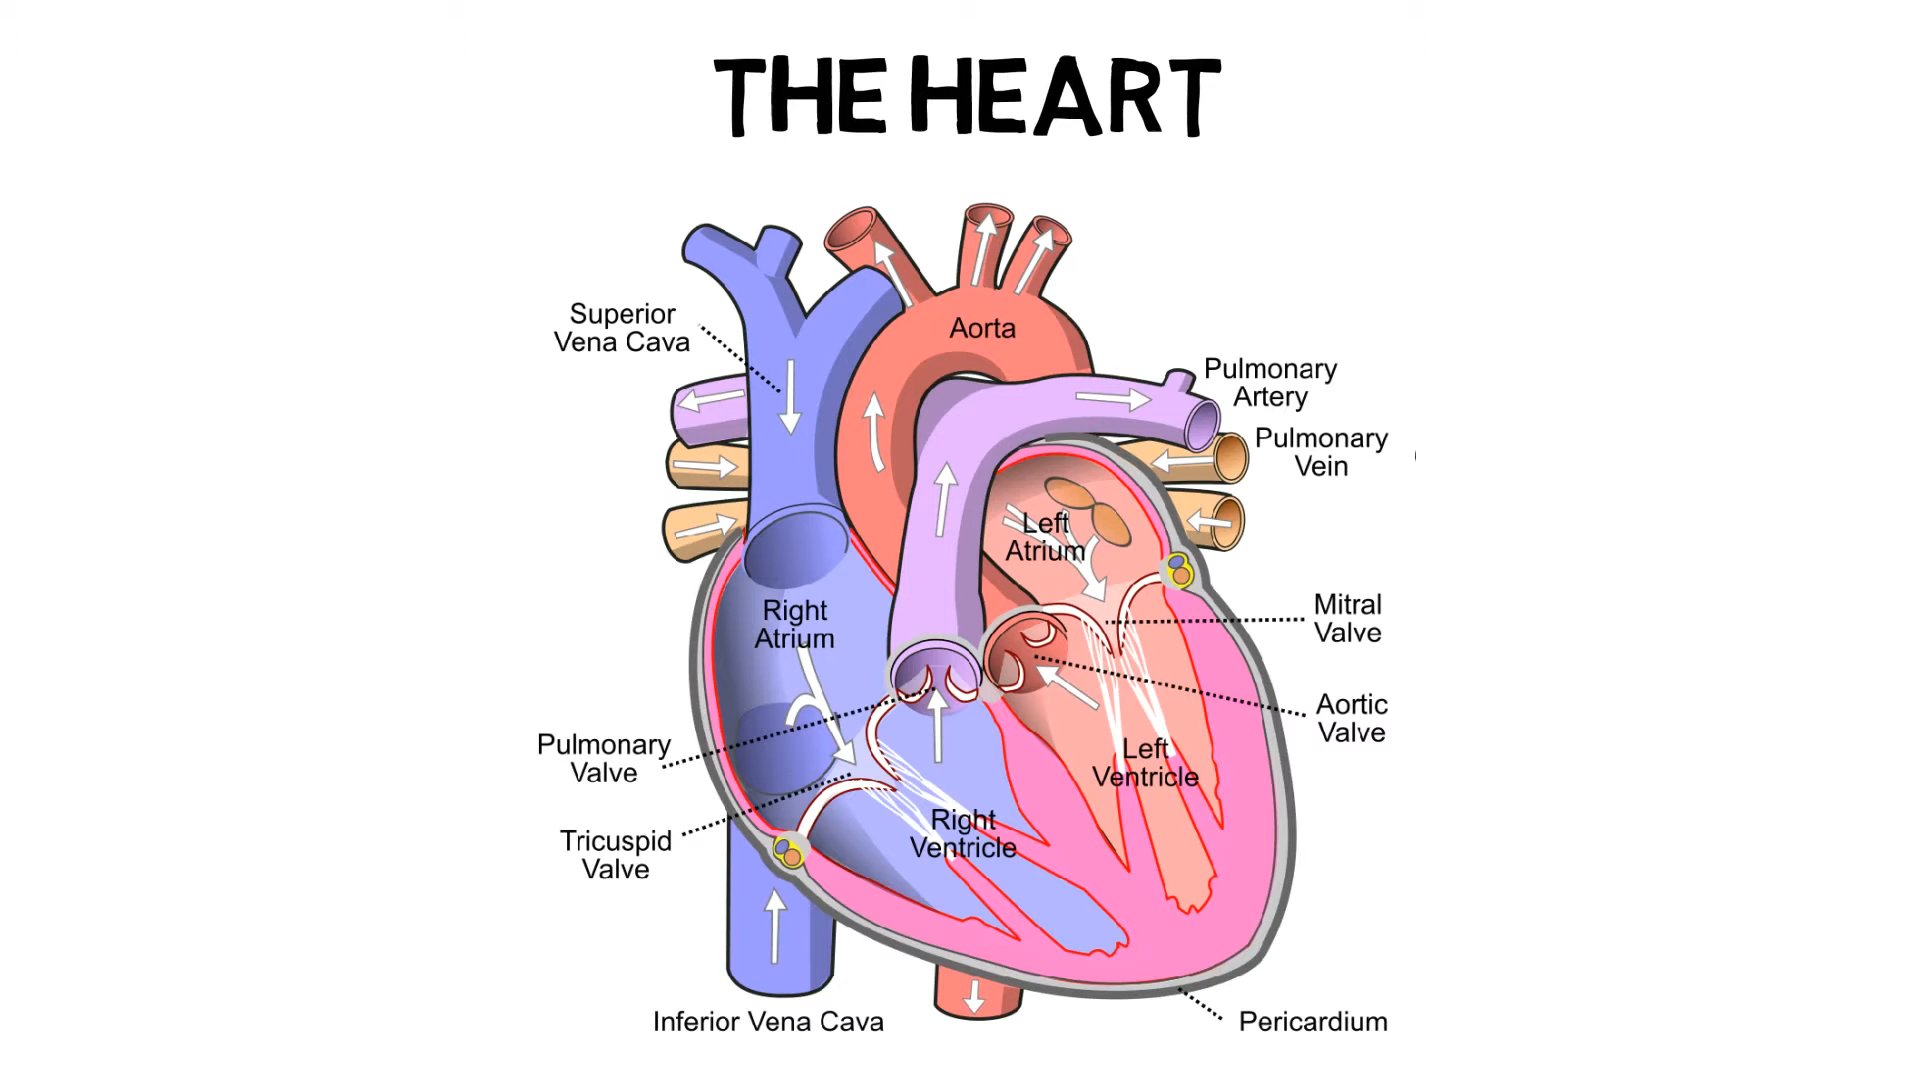 THE HEART
Superior
Vena Cava
Aorta
Pulmonary
Artery
Pulmonary
Vein
Left
Atrium
Right
Atrium
Mitral
Valve
Aortic
Valve
Pulmonary
Valve
Left
Ventricle
Right
Ventricle
Tricuspid
Valve
Inferior Vena Cava
Pericardium